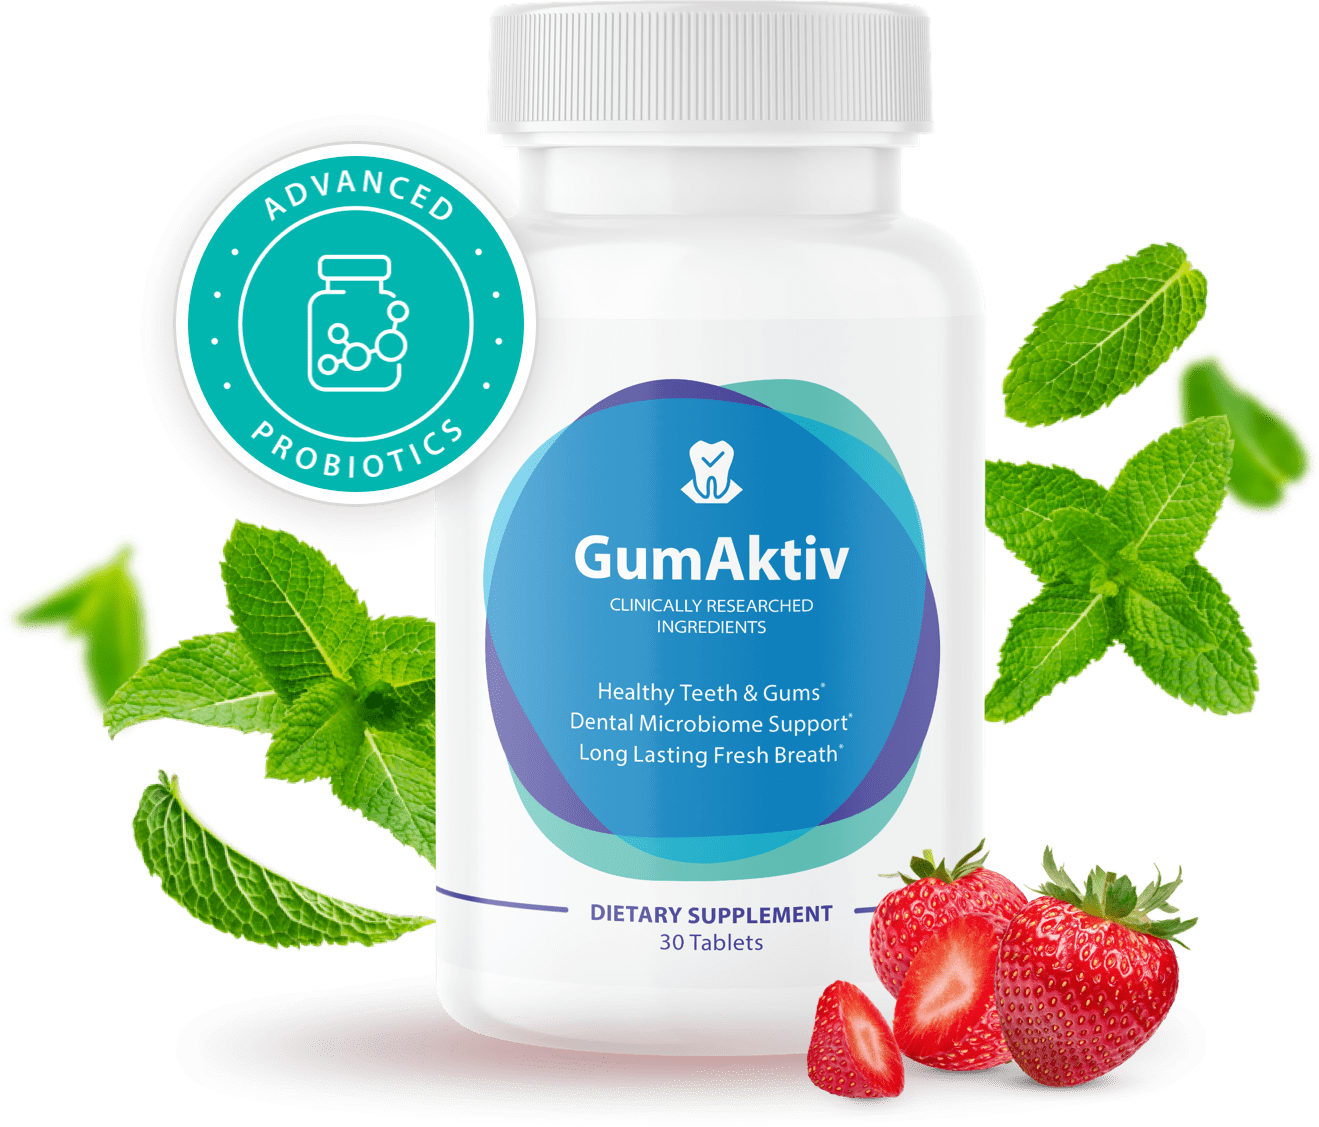 ADVANCED
PROBIOTICS
GumAktiv
CLINICALLY RESEARCHED
INGREDIENTS
Healthy Teeth & Gums*
Dental Microbiome Support*
Long Lasting Fresh Breath*
DIETARY SUPPLEMENT
30 Tablets